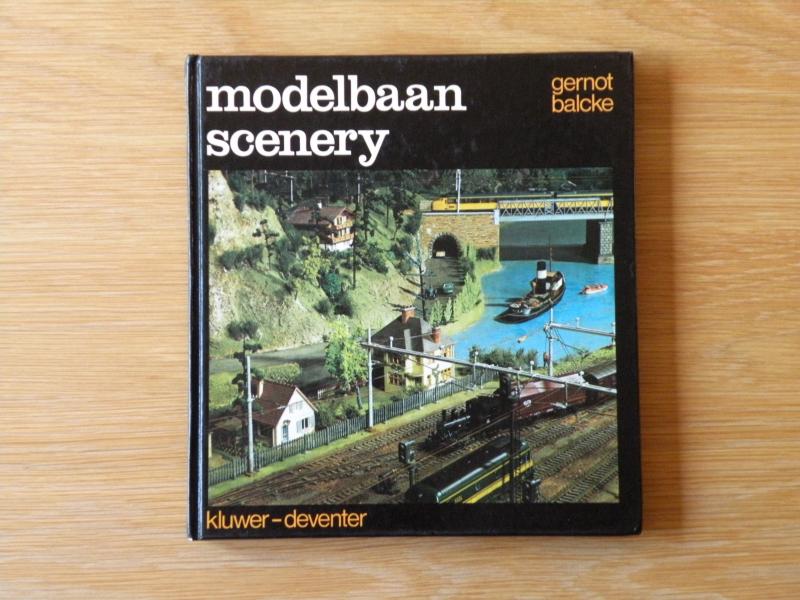 modelbaan
scenery
gernot
balcke
kluwer-deventer